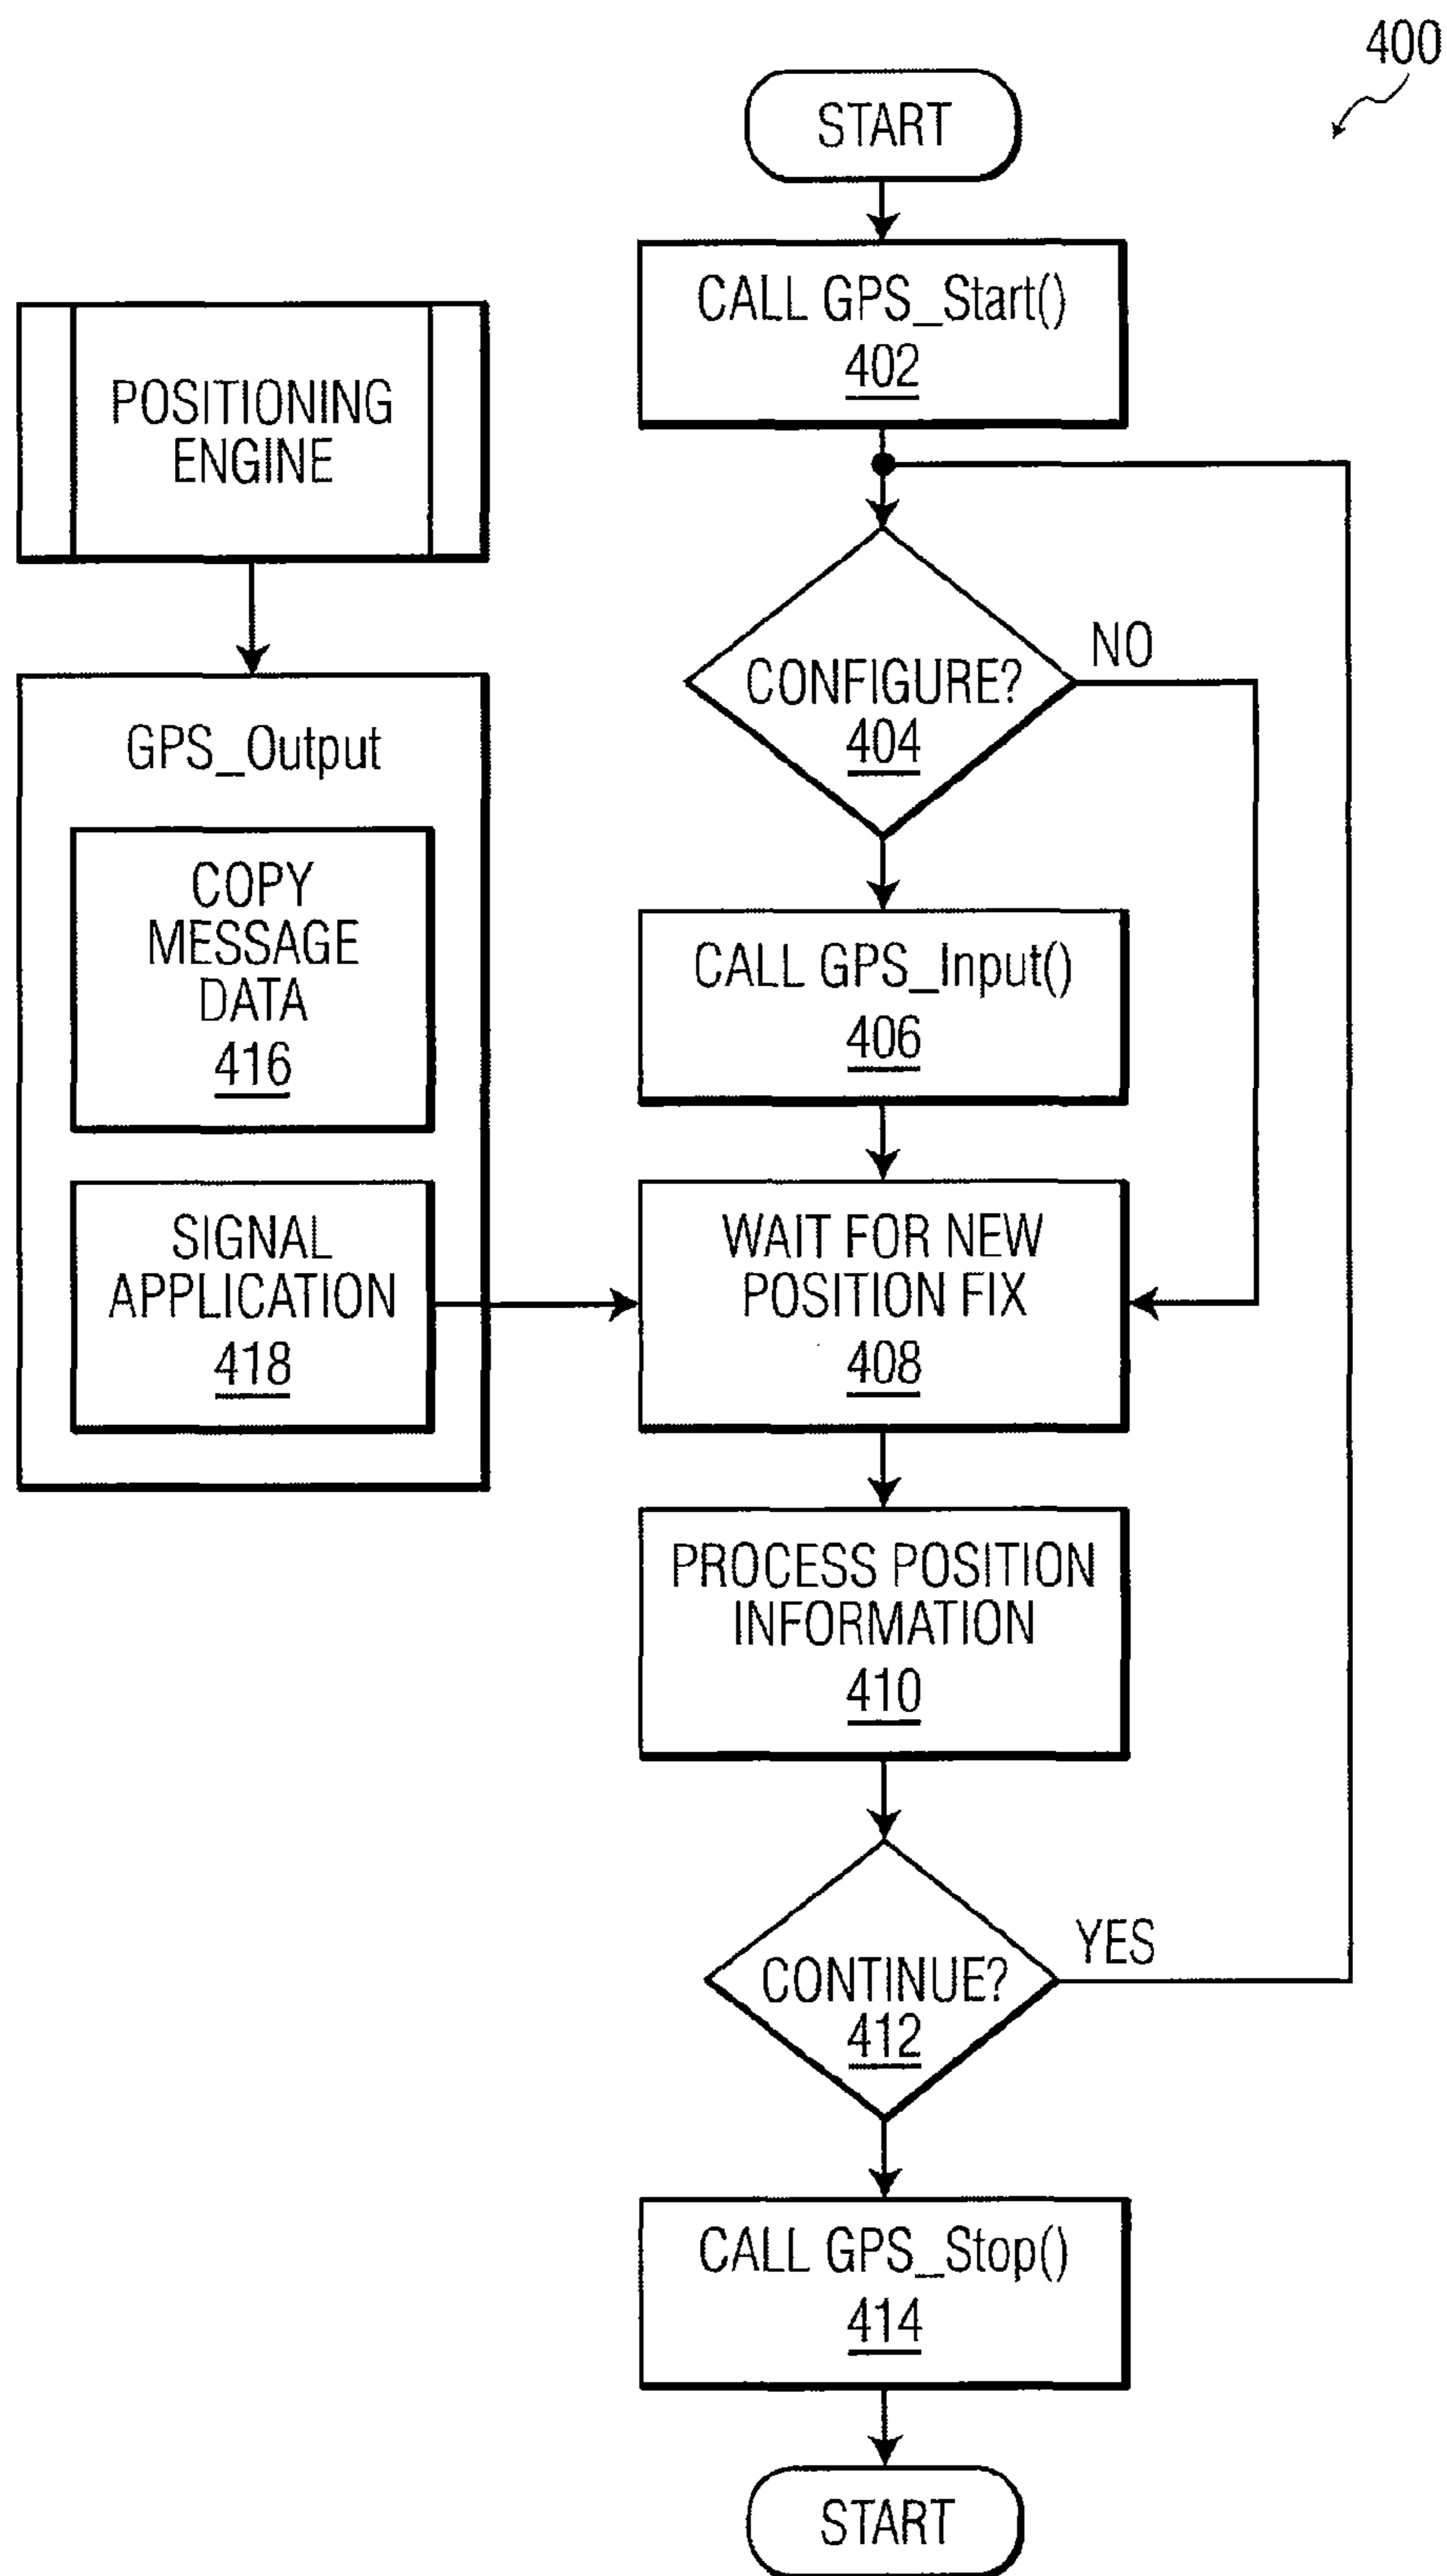 400
START
CALL GPS_Start()
402
POSITIONING
ENGINE
CONFIGURE?
404
NO
GPS_Output
COPY
MESSAGE
DATA
416
CALL GPS_Input()
406
SIGNAL
APPLICATION
418
WAIT FOR NEW
POSITION FIX
408
PROCESS POSITION
INFORMATION
410
CONTINUE?
412
YES
CALL GPS_Stop()
414
START